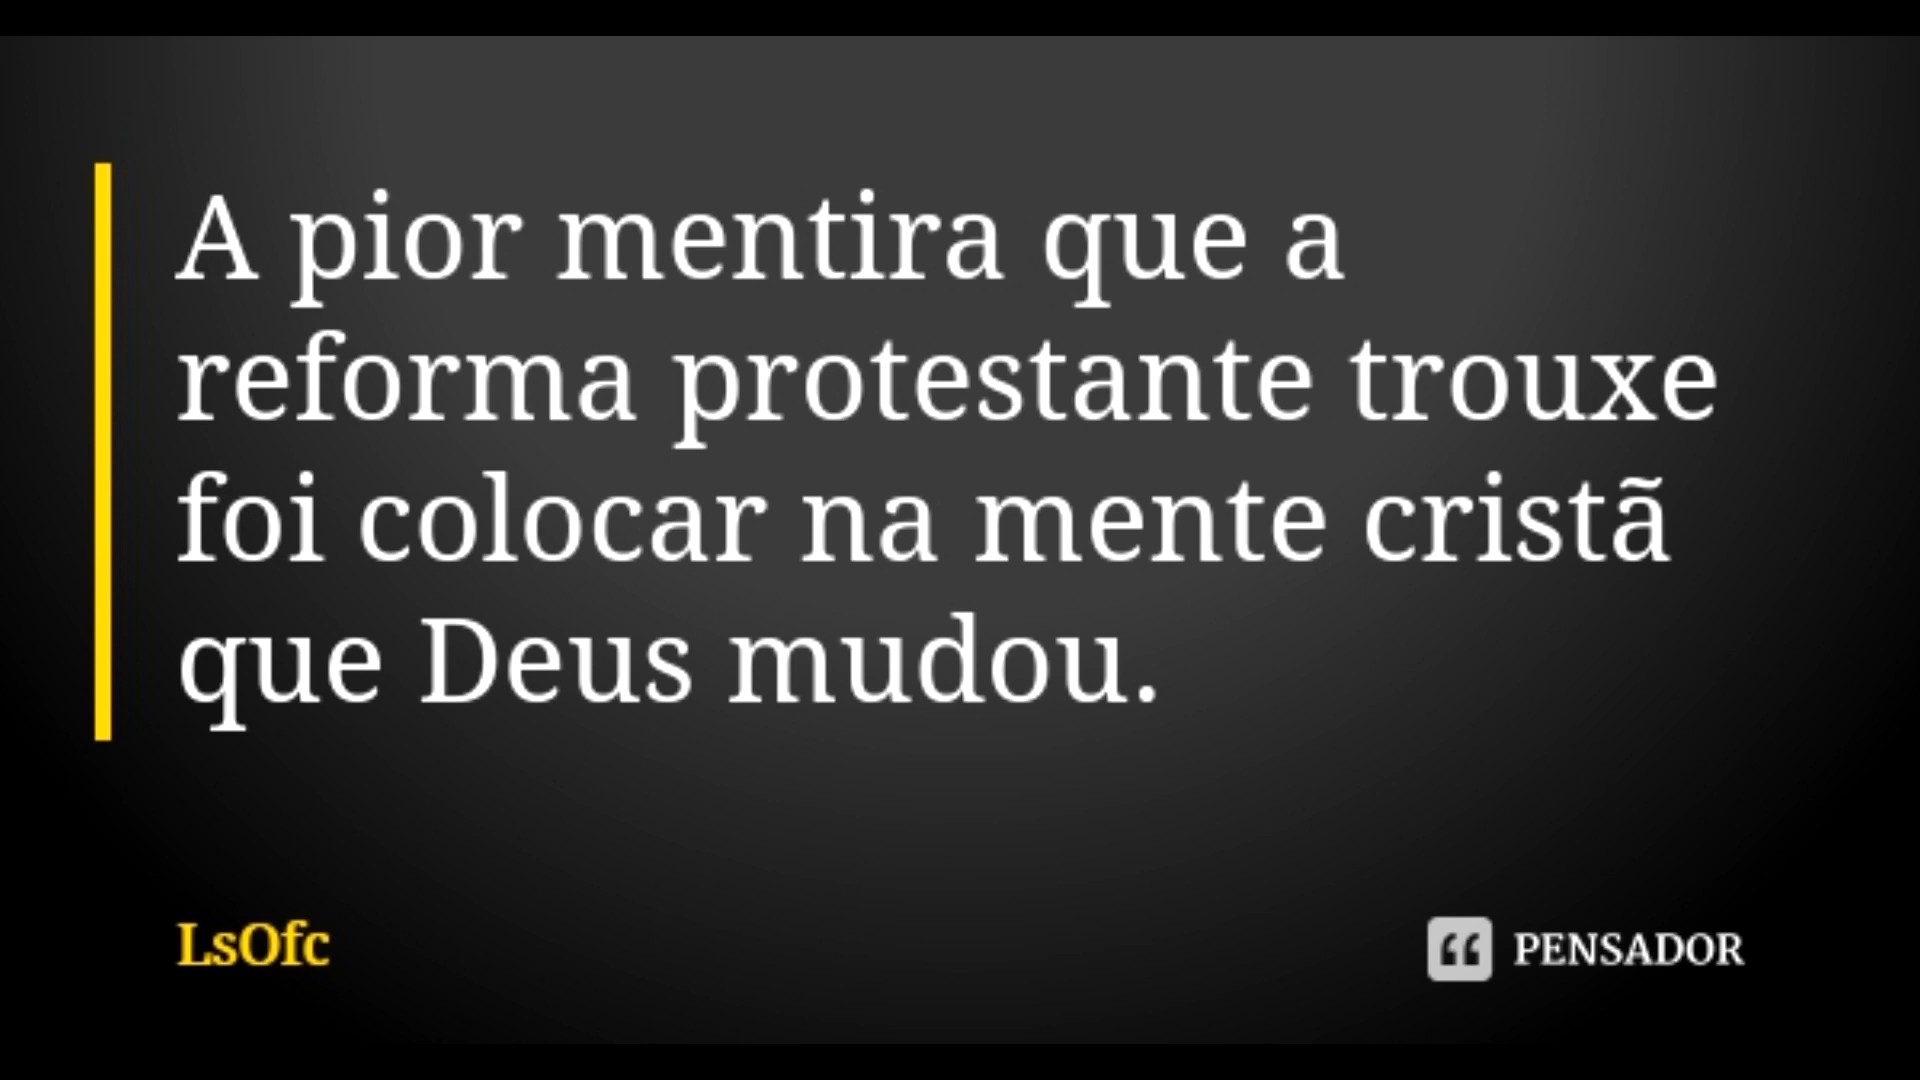 A pior mentira que a
reforma protestante trouxe
foi colocar na mente cristã
que Deus mudou.
LsOfc
“ PENSADOR